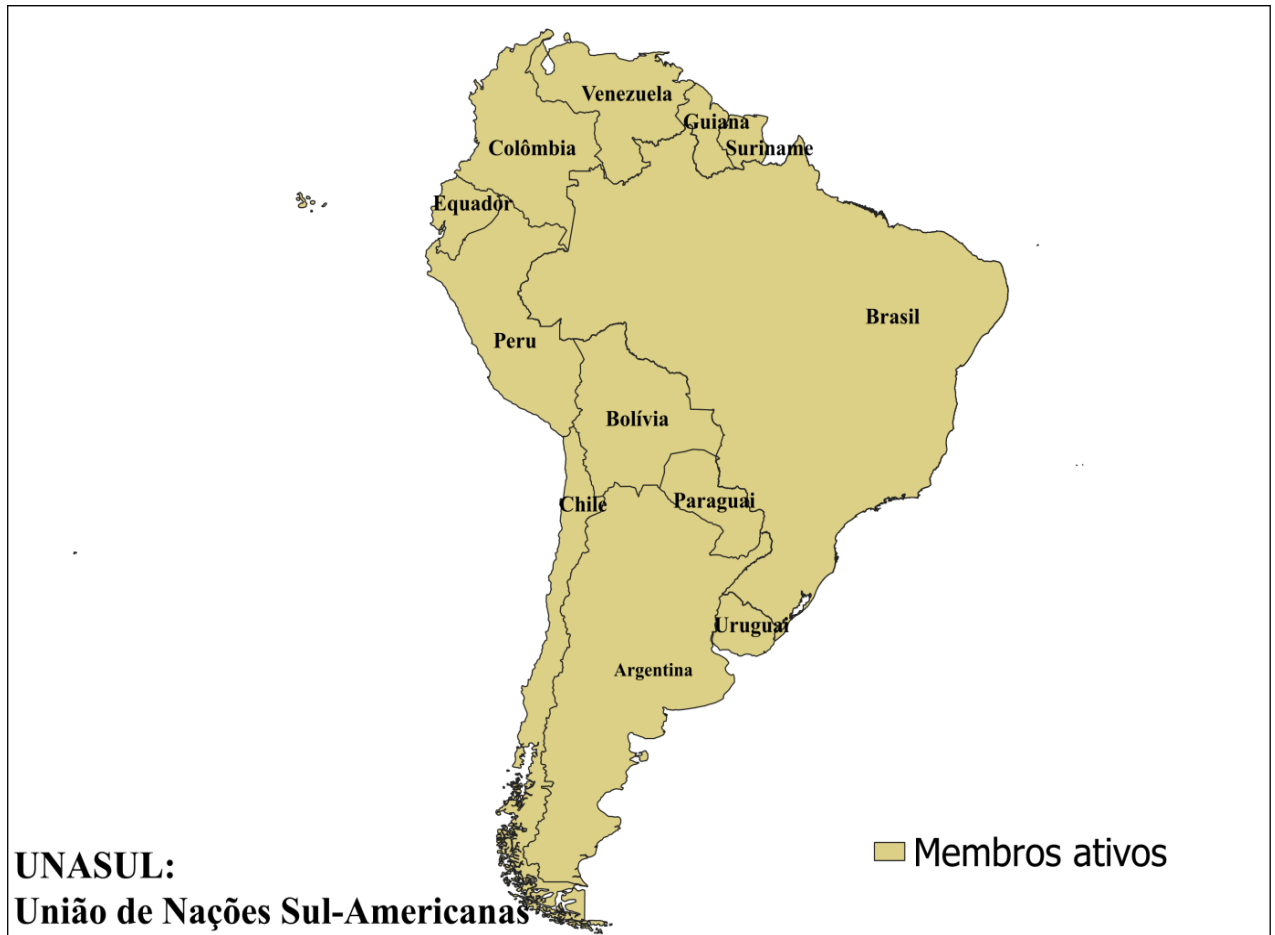 Venezuela
Guiana
Suriname
Colômbia
Equador
Brasil
Peru
Bolívia
Chile
Paraguai
Uruguai
Argentina
Membros ativos
UNASUL:
União de Nações Sul-Americanas